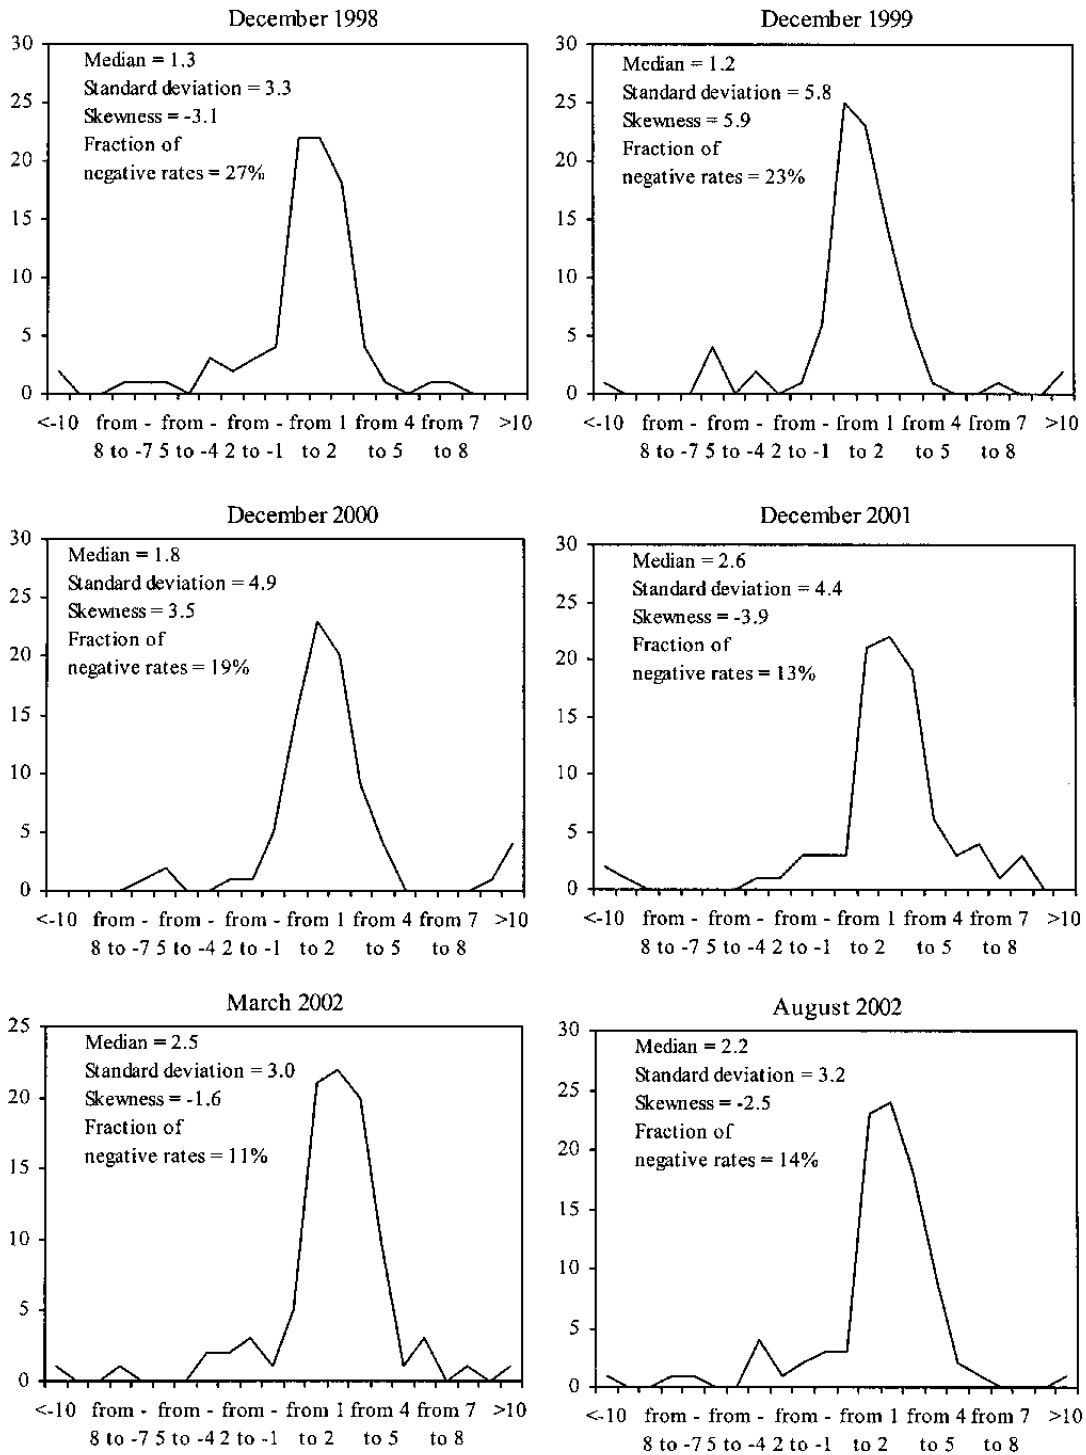 December 1998
30
25
20
15
10
5
0
Median = 1.3
Standard deviation = 3.3
Skewness = -3.1
Fraction of
negative rates = 27%
<-10 from - from - from - from 1 from 4 from 7 >10
8 to -7 5 to -4 2 to -1 to 2 to 5 to 8
December 1999
30
25
20
15
10
5
0
Median = 1.2
Standard deviation = 5.8
Skewness = 5.9
Fraction of
negative rates = 23%
<-10 from - from - from - from 1 from 4 from 7 >10
8 to -7 5 to -4 2 to -1 to 2 to 5 to 8
December 2000
30
25
20
15
10
5
0
Median = 1.8
Standard deviation = 4.9
Skewness = 3.5
Fraction of
negative rates = 19%
<-10 from - from - from - from 1 from 4 from 7 >10
8 to -7 5 to -4 2 to -1 to 2 to 5 to 8
December 2001
30
25
20
15
10
5
0
Median = 2.6
Standard deviation = 4.4
Skewness = -3.9
Fraction of
negative rates = 13%
<-10 from - from - from - from 1 from 4 from 7 >10
8 to -7 5 to -4 2 to -1 to 2 to 5 to 8
March 2002
25
20
15
10
5
0
Median = 2.5
Standard deviation = 3.0
Skewness = -1.6
Fraction of
negative rates = 11%
<-10 from - from - from - from 1 from 4 from 7 >10
8 to -7 5 to -4 2 to -1 to 2 to 5 to 8
August 2002
30
25
20
15
10
5
0
Median = 2.2
Standard deviation = 3.2
Skewness = -2.5
Fraction of
negative rates = 14%
<-10 from - from - from - from 1 from 4 from 7 >10
8 to -7 5 to -4 2 to -1 to 2 to 5 to 8